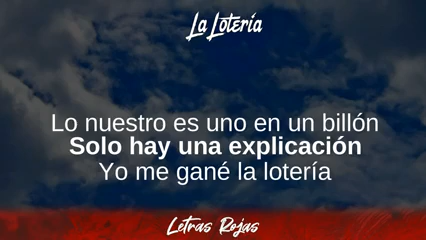 La Lotería
Lo nuestro es uno en un billón
Solo hay una explicación
Yo me gané la lotería
Letras Rojas